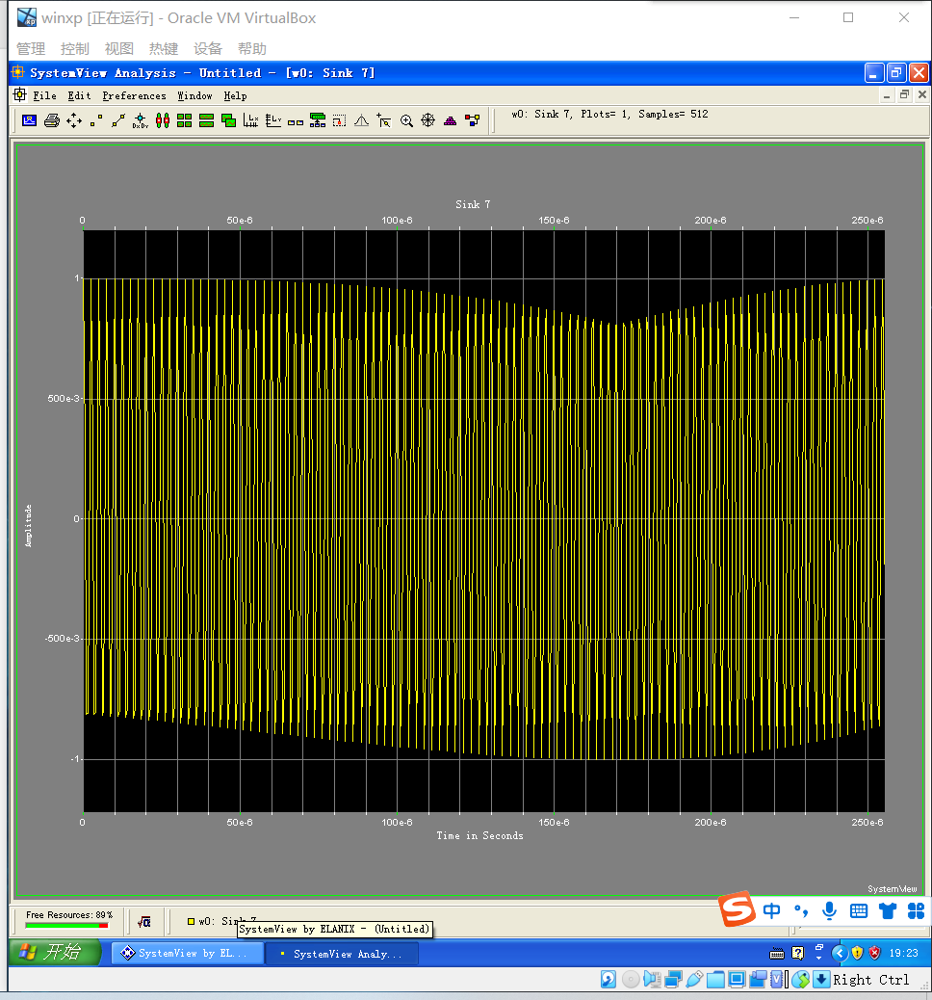 winxp [正在运行] - Oracle VM VirtualBox
管理 控制 视图 热键 设备 帮助
SystemView Analysis - Untitled - [w0: Sink 7]
File Edit Preferences Window Help
w0: Sink 7, Plots= 1, Samples= 512
Sink 7
0 50e-6 100e-6 150e-6 200e-6 250e-6
1
500e-3
0
Amplitude
-500e-3
-1
0 50e-6 100e-6 150e-6 200e-6 250e-6
Time in Seconds
SystemView
Free Resources: 89%
w0: Sink 7
SystemView by ELANIX - (Untitled)
中
开始 SystemView by EL... SystemView Analy... 19:23
Right Ctrl